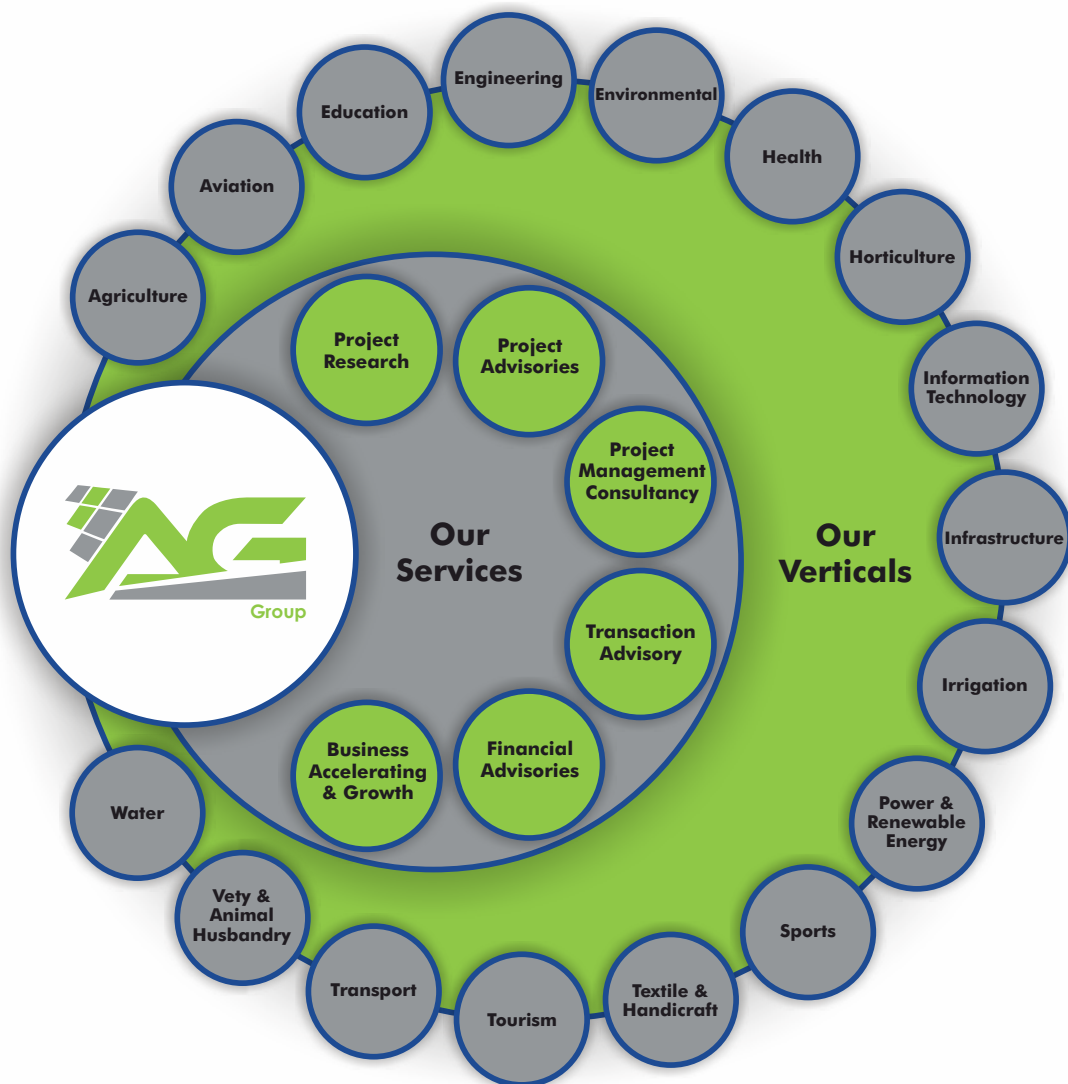 Engineering
Environmental
Education
Health
Aviation
Horticulture
Agriculture
Information
Technology
Infrastructure
Irrigation
Power &
Renewable
Energy
Sports
Textile &
Handicraft
Tourism
Transport
Vety &
Animal
Husbandry
Water
Our
Verticals
Project
Research
Project
Advisories
Project
Management
Consultancy
Transaction
Advisory
Financial
Advisories
Business
Accelerating
& Growth
Our
Services
AG
Group